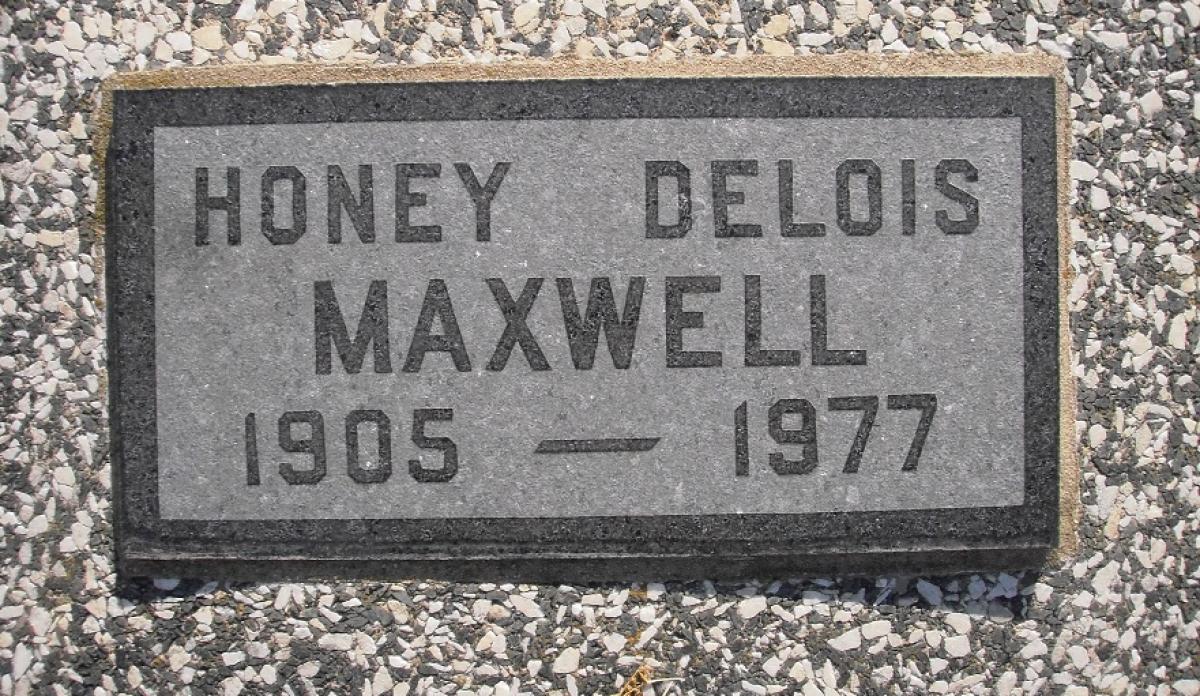 HONEY DELOIS
MAXWELL
1905 — 1977